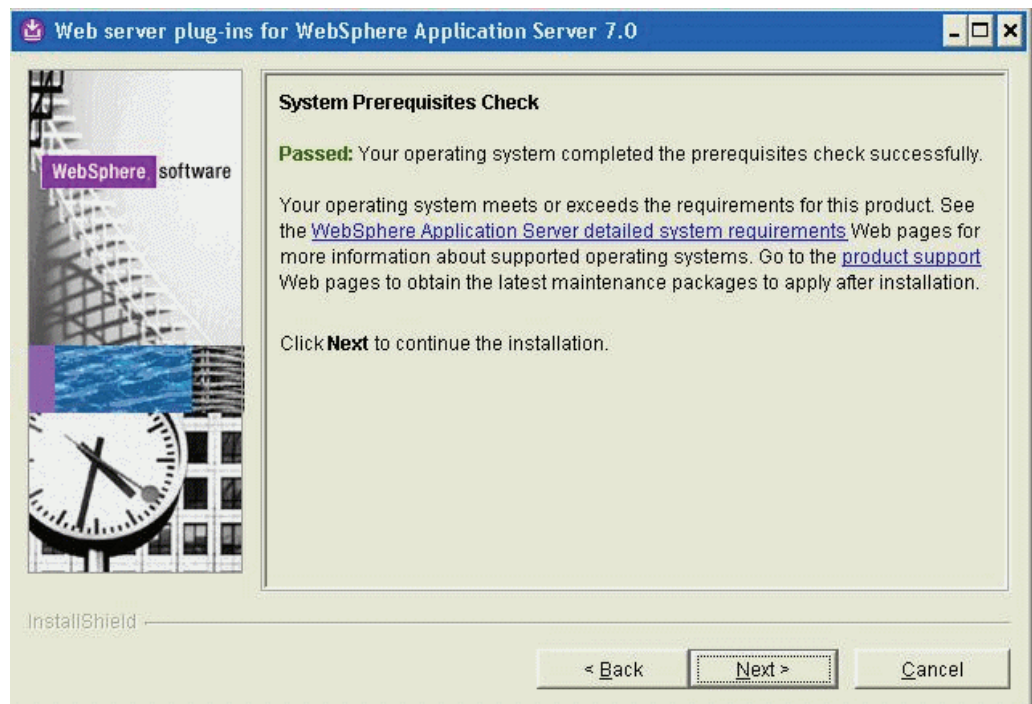 Web server plug-ins for WebSphere Application Server 7.0
WebSphere software
System Prerequisites Check
Passed: Your operating system completed the prerequisites check successfully.
Your operating system meets or exceeds the requirements for this product. See
the WebSphere Application Server detailed system requirements Web pages for
more information about supported operating systems. Go to the product support
Web pages to obtain the latest maintenance packages to apply after installation.
Click Next to continue the installation.
InstallShield
< Back
Next >
Cancel